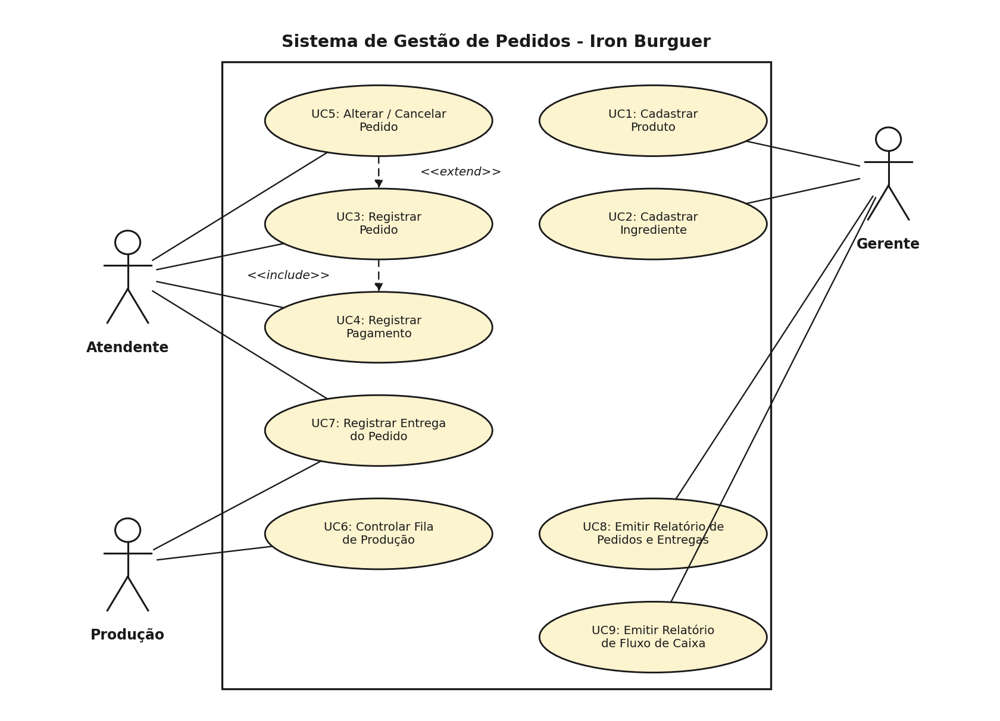 Sistema de Gestão de Pedidos - Iron Burguer
UC5: Alterar / Cancelar
Pedido
UC1: Cadastrar
Produto
<<extend>>
UC3: Registrar
Pedido
UC2: Cadastrar
Ingrediente
Gerente
<<include>>
UC4: Registrar
Pagamento
Atendente
UC7: Registrar Entrega
do Pedido
UC6: Controlar Fila
de Produção
UC8: Emitir Relatório de
Pedidos e Entregas
Produção
UC9: Emitir Relatório
de Fluxo de Caixa